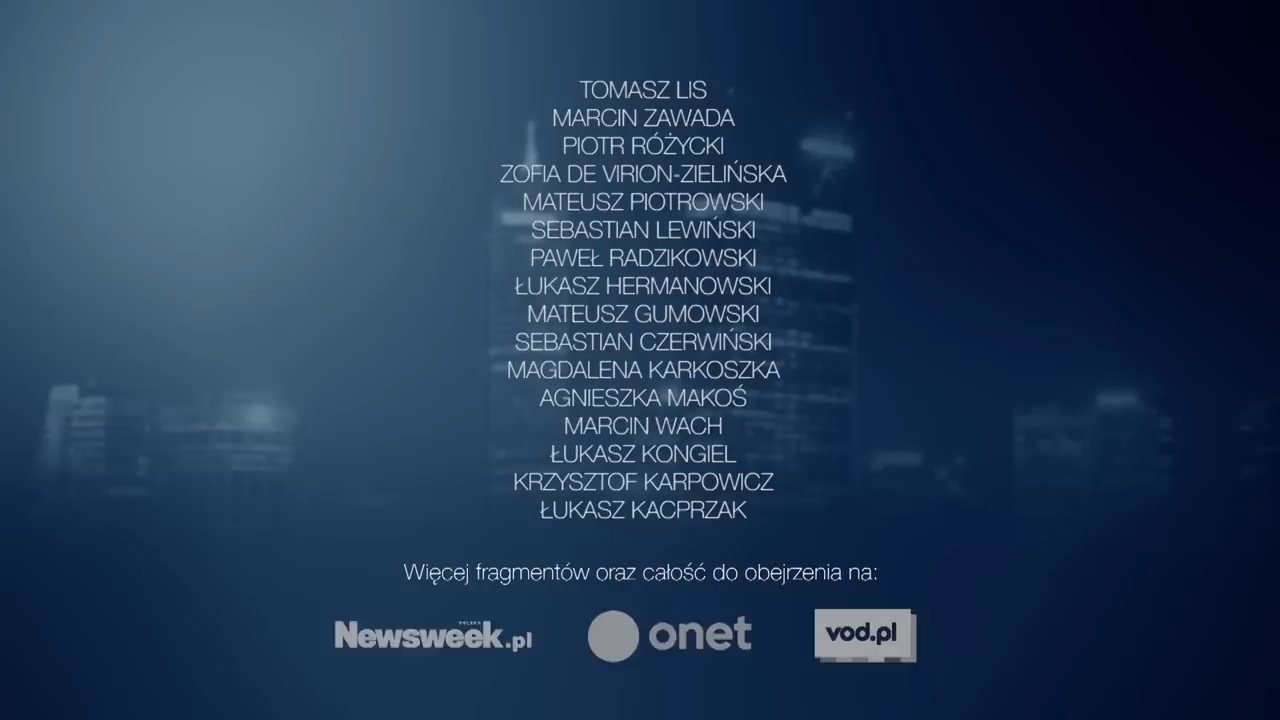 TOMASZ LIS
MARCIN ZAWADA
PIOTR RÓŻYCKI
ZOFIA DE VIRION-ZIELIŃSKA
MATEUSZ PIOTROWSKI
SEBASTIAN LEWIŃSKI
PAWEŁ RADZIKOWSKI
ŁUKASZ HERMANOWSKI
MATEUSZ GUMOWSKI
SEBASTIAN CZERWIŃSKI
MAGDALENA KARKOSZKA
AGNIESZKA MAKOŚ
MARCIN WACH
ŁUKASZ KONGIEL
KRZYSZTOF KARPOWICZ
ŁUKASZ KACPRZAK
Więcej fragmentów oraz całość do obejrzenia na:
POLSKA
Newsweek.pl onet vod.pl